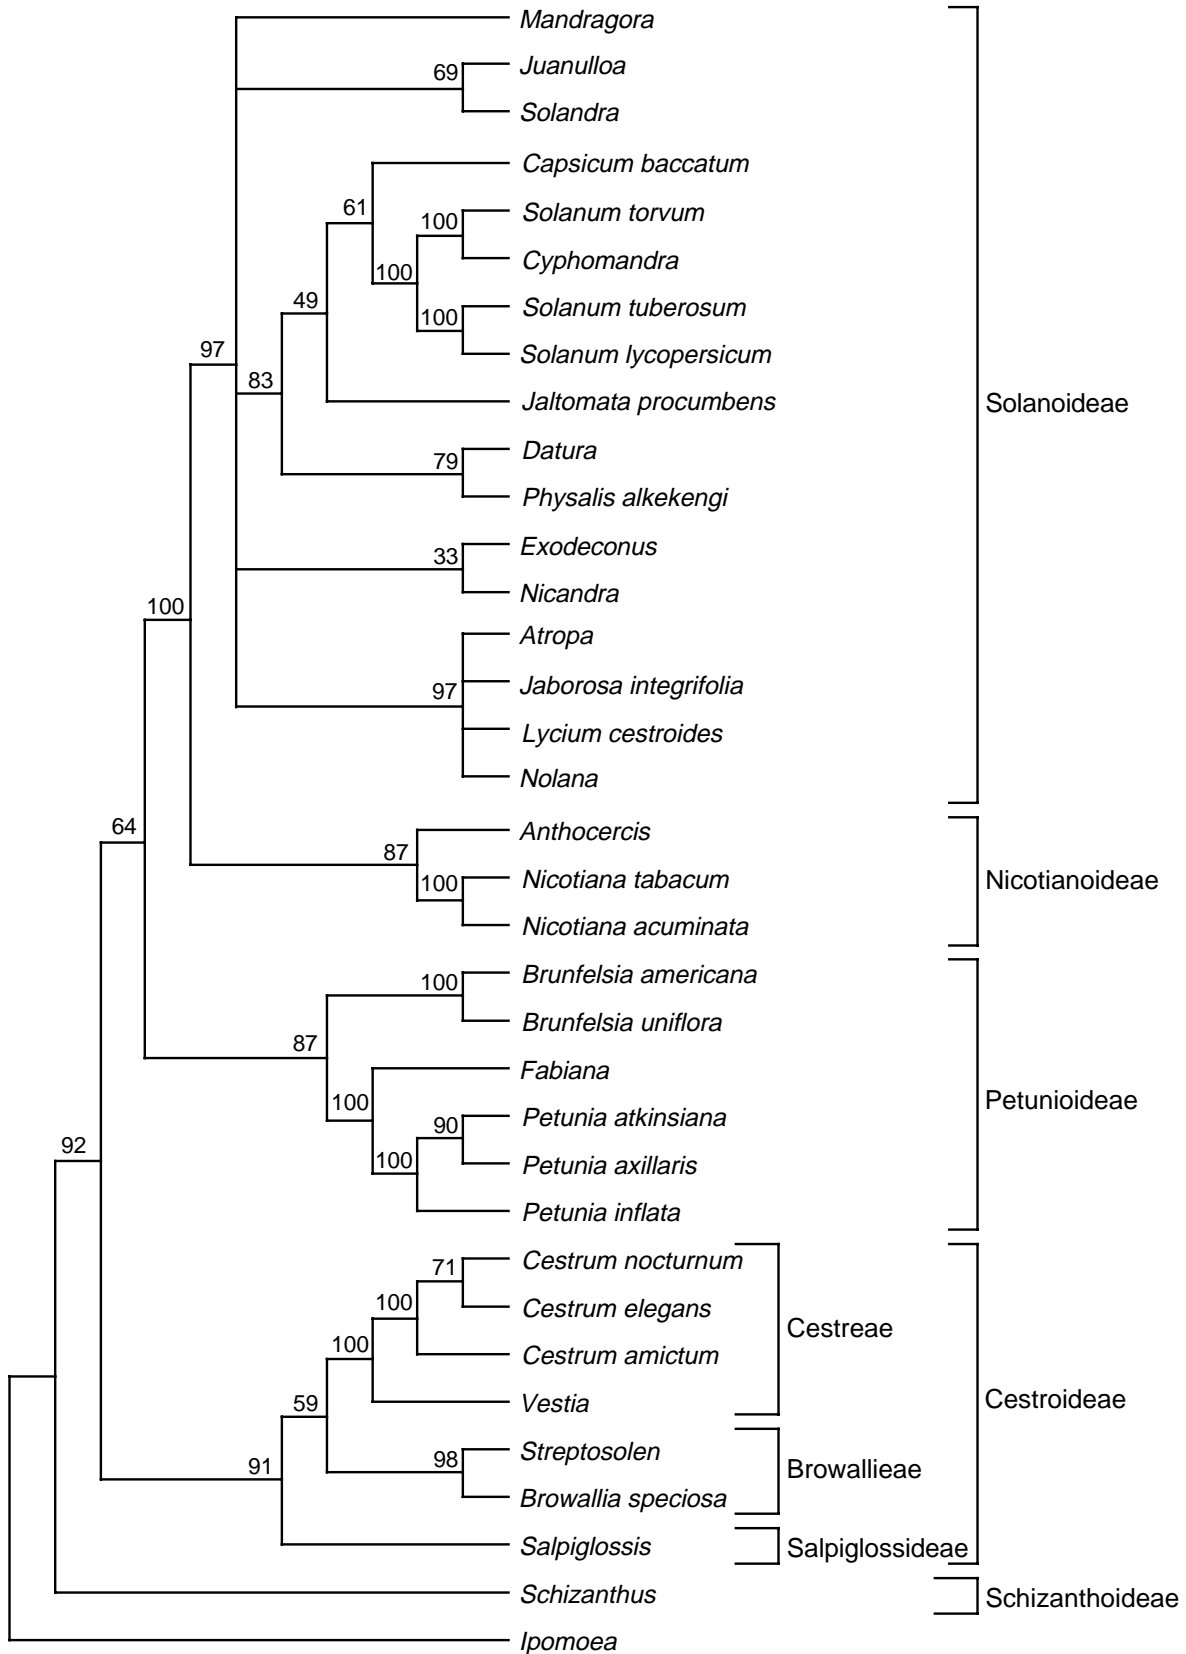 Mandragora
Juanulloa
69
Solandra
Capsicum baccatum
61
Solanum torvum
100
Cyphomandra
100
Solanum tuberosum
49
100
Solanum lycopersicum
97
83
Jaltomata procumbens
Solanoideae
Datura
79
Physalis alkekengi
Exodeconus
33
Nicandra
100
Atropa
Jaborosa integrifolia
97
Lycium cestroides
Nolana
64
Anthocercis
87
Nicotiana tabacum
100
Nicotianoideae
Nicotiana acuminata
Brunfelsia americana
100
Brunfelsia uniflora
87
Fabiana
100
Petunioideae
Petunia atkinsiana
90
92
100
Petunia axillaris
Petunia inflata
Cestrum nocturnum
71
Cestrum elegans
100
Cestreae
100
Cestrum amictum
Vestia
59
Cestroideae
Streptosolen
98
91
Browallieae
Browallia speciosa
Salpiglossis
Salpiglossideae
Schizanthus
Schizanthoideae
Ipomoea